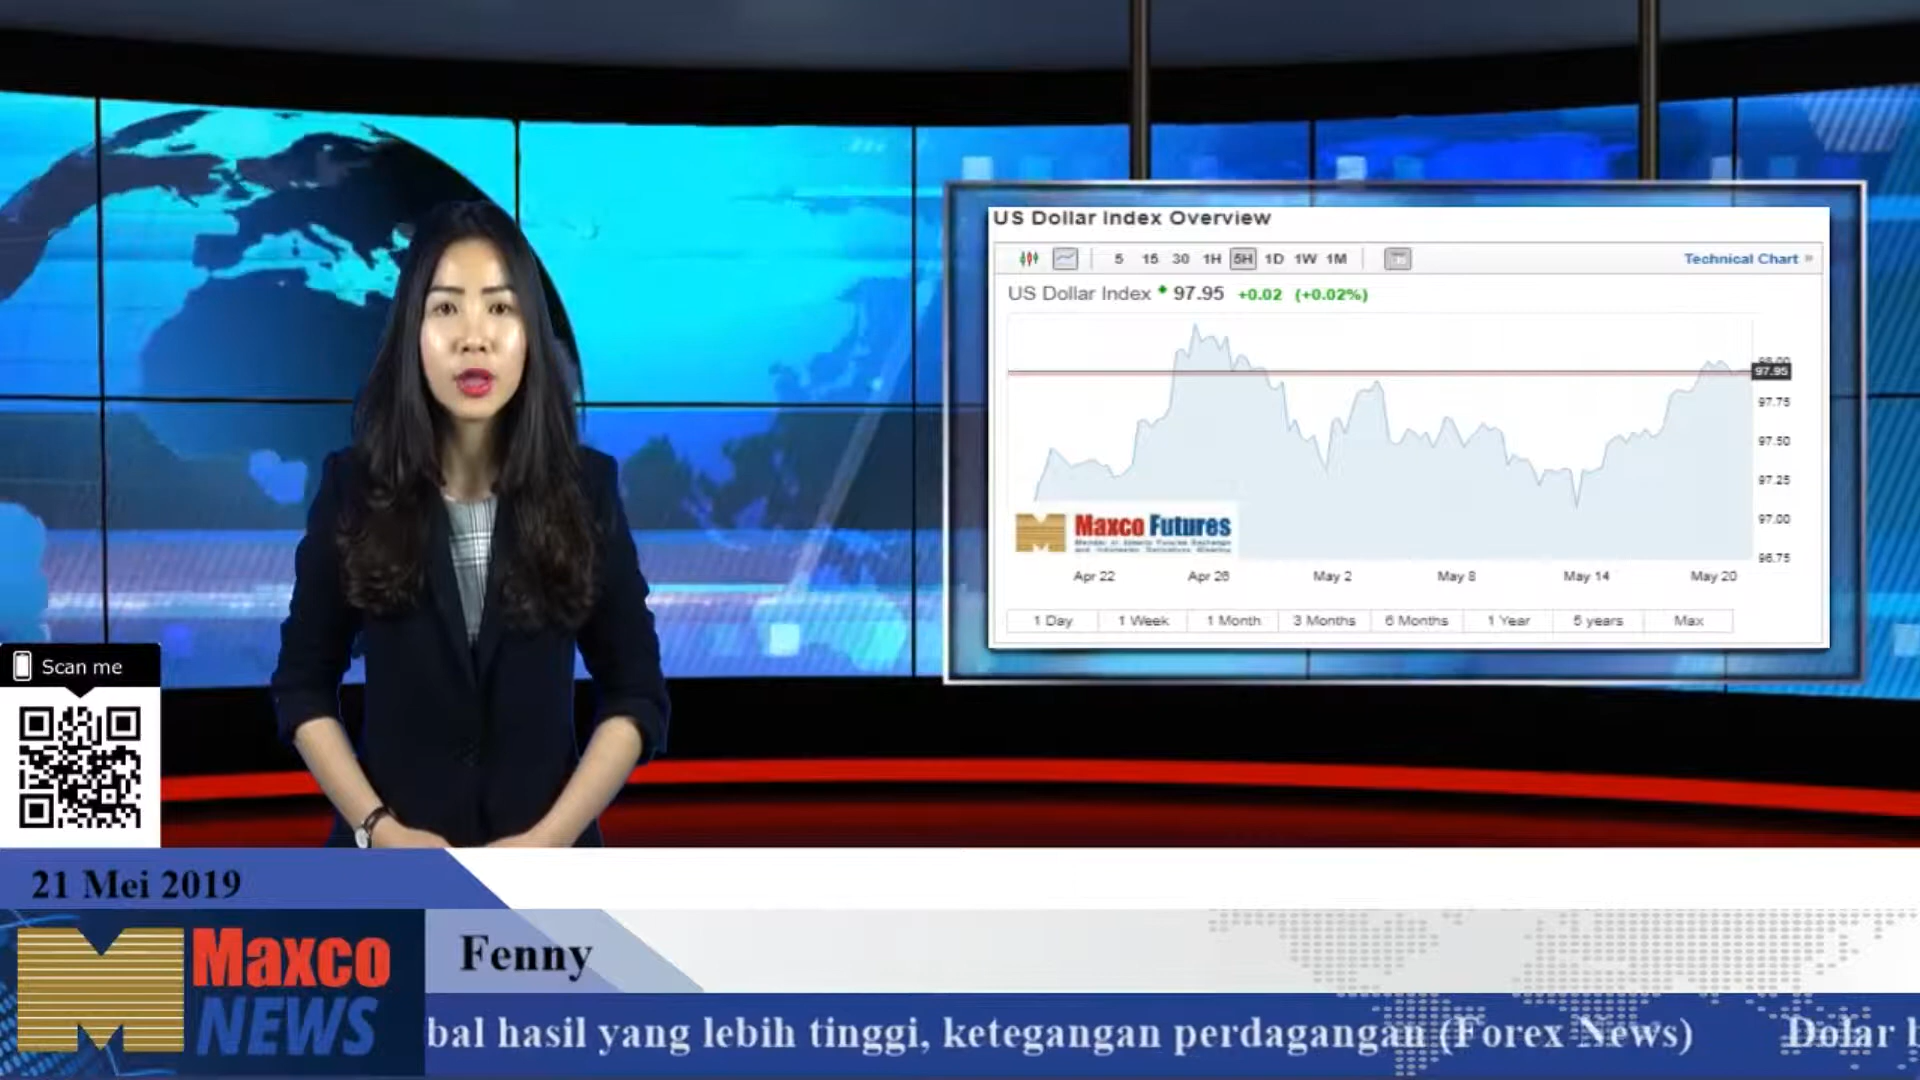 US Dollar Index Overview
5 15 30 1H 5H 1D 1W 1M
Technical Chart »
US Dollar Index 97.95 +0.02 (+0.02%)
98.00
97.95
97.75
97.50
97.25
97.00
96.75
Maxco Futures
Apr 22 Apr 26 May 2 May 8 May 14 May 20
1 Day 1 Week 1 Month 3 Months 6 Months 1 Year 5 years Max
Scan me
21 Mei 2019
Maxco
NEWS
Fenny
bal hasil yang lebih tinggi, ketegangan perdagangan (Forex News) Dolar b